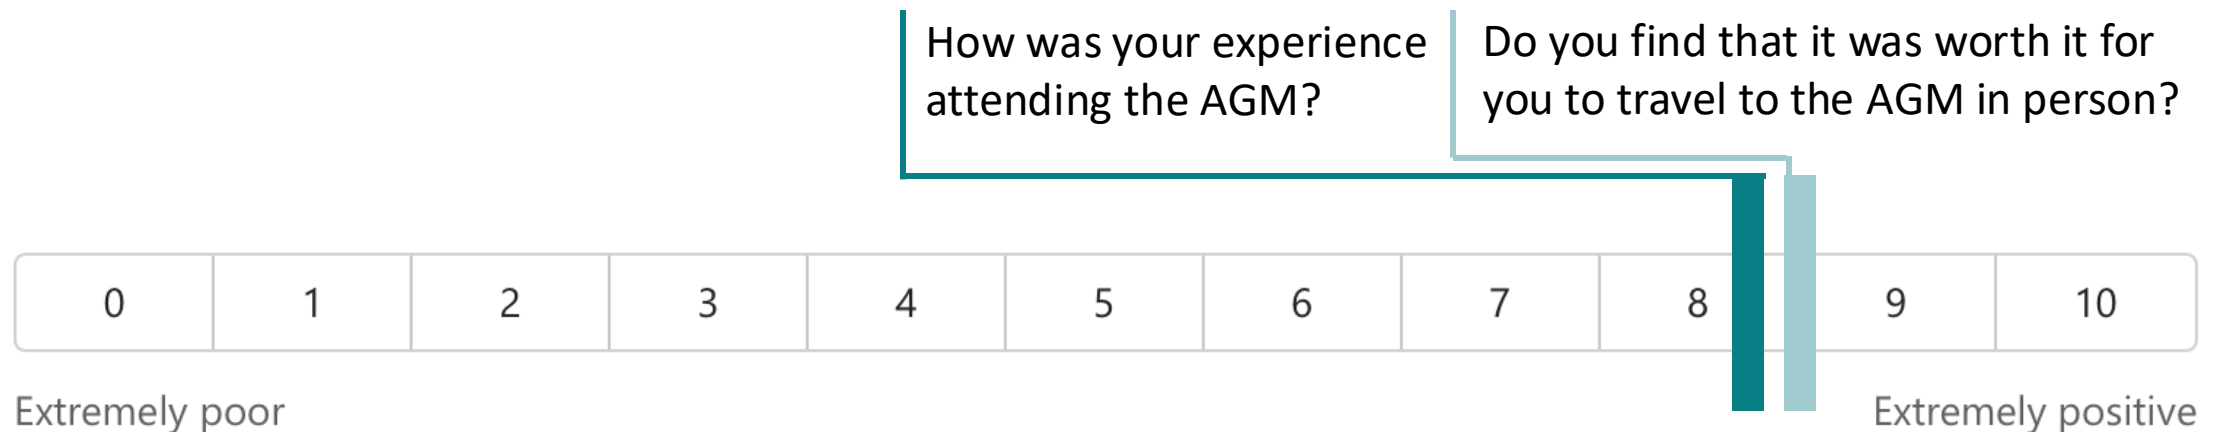 How was your experience
attending the AGM?
Do you find that it was worth it for
you to travel to the AGM in person?
0 1 2 3 4 5 6 7 8 9 10
Extremely poor
Extremely positive